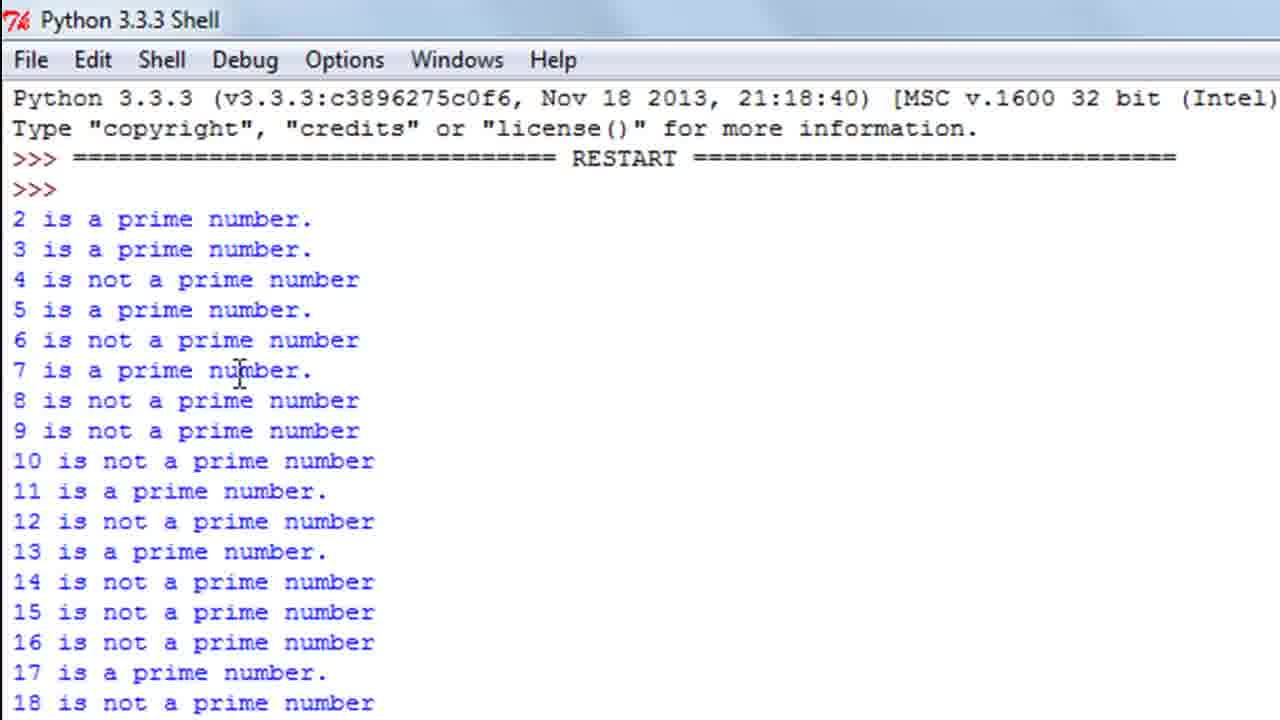 Python 3.3.3 Shell
File Edit Shell Debug Options Windows Help
Python 3.3.3 (v3.3.3:c3896275c0f6, Nov 18 2013, 21:18:40) [MSC v.1600 32 bit (Intel)
Type "copyright", "credits" or "license()" for more information.
>>> ================================ RESTART ================================
>>>
2 is a prime number.
3 is a prime number.
4 is not a prime number
5 is a prime number.
6 is not a prime number
7 is a prime number.
8 is not a prime number
9 is not a prime number
10 is not a prime number
11 is a prime number.
12 is not a prime number
13 is a prime number.
14 is not a prime number
15 is not a prime number
16 is not a prime number
17 is a prime number.
18 is not a prime number